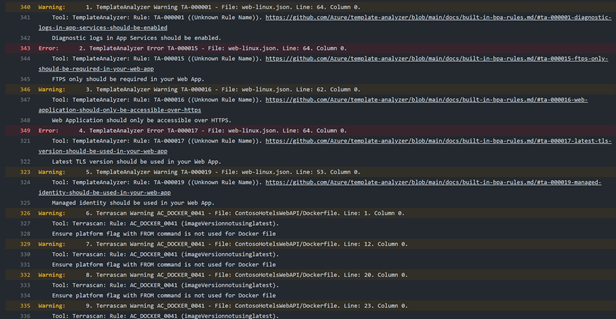 340 Warning: 1. TemplateAnalyzer Warning TA-000001 - File: web-linux.json. Line: 64. Column 0.
341 Tool: TemplateAnalyzer: Rule: TA-000001 ((Unknown Rule Name)). https://github.com/Azure/template-analyzer/blob/main/docs/built-in-bpa-rules.md/#ta-000001-diagnostic-
logs-in-app-services-should-be-enabled
342 Diagnostic logs in App Services should be enabled.
343 Error: 2. TemplateAnalyzer Error TA-000015 - File: web-linux.json. Line: 64. Column 0.
344 Tool: TemplateAnalyzer: Rule: TA-000015 ((Unknown Rule Name)). https://github.com/Azure/template-analyzer/blob/main/docs/built-in-bpa-rules.md/#ta-000015-ftps-only-
should-be-required-in-your-web-app
345 FTPS only should be required in your Web App.
346 Warning: 3. TemplateAnalyzer Warning TA-000016 - File: web-linux.json. Line: 62. Column 0.
347 Tool: TemplateAnalyzer: Rule: TA-000016 ((Unknown Rule Name)). https://github.com/Azure/template-analyzer/blob/main/docs/built-in-bpa-rules.md/#ta-000016-web-
application-should-only-be-accessible-over-https
348 Web Application should only be accessible over HTTPS.
349 Error: 4. TemplateAnalyzer Error TA-000017 - File: web-linux.json. Line: 64. Column 0.
321 Tool: TemplateAnalyzer: Rule: TA-000017 ((Unknown Rule Name)). https://github.com/Azure/template-analyzer/blob/main/docs/built-in-bpa-rules.md/#ta-000017-latest-tls-
version-should-be-used-in-your-web-app
322 Latest TLS version should be used in your Web App.
323 Warning: 5. TemplateAnalyzer Warning TA-000019 - File: web-linux.json. Line: 53. Column 0.
324 Tool: TemplateAnalyzer: Rule: TA-000019 ((Unknown Rule Name)). https://github.com/Azure/template-analyzer/blob/main/docs/built-in-bpa-rules.md/#ta-000019-managed-
identity-should-be-used-in-your-web-app
325 Managed identity should be used in your Web App.
326 Warning: 6. Terrascan Warning AC_DOCKER_0041 - File: ContosoHotelsWebAPI/Dockerfile. Line: 1. Column 0.
327 Tool: Terrascan: Rule: AC_DOCKER_0041 (imageVersionnotusinglatest).
328 Ensure platform flag with FROM command is not used for Docker file
329 Warning: 7. Terrascan Warning AC_DOCKER_0041 - File: ContosoHotelsWebAPI/Dockerfile. Line: 12. Column 0.
330 Tool: Terrascan: Rule: AC_DOCKER_0041 (imageVersionnotusinglatest).
331 Ensure platform flag with FROM command is not used for Docker file
332 Warning: 8. Terrascan Warning AC_DOCKER_0041 - File: ContosoHotelsWebAPI/Dockerfile. Line: 20. Column 0.
333 Tool: Terrascan: Rule: AC_DOCKER_0041 (imageVersionnotusinglatest).
334 Ensure platform flag with FROM command is not used for Docker file
335 Warning: 9. Terrascan Warning AC_DOCKER_0041 - File: ContosoHotelsWebAPI/Dockerfile. Line: 23. Column 0.
336 Tool: Terrascan: Rule: AC_DOCKER_0041 (imageVersionnotusinglatest).